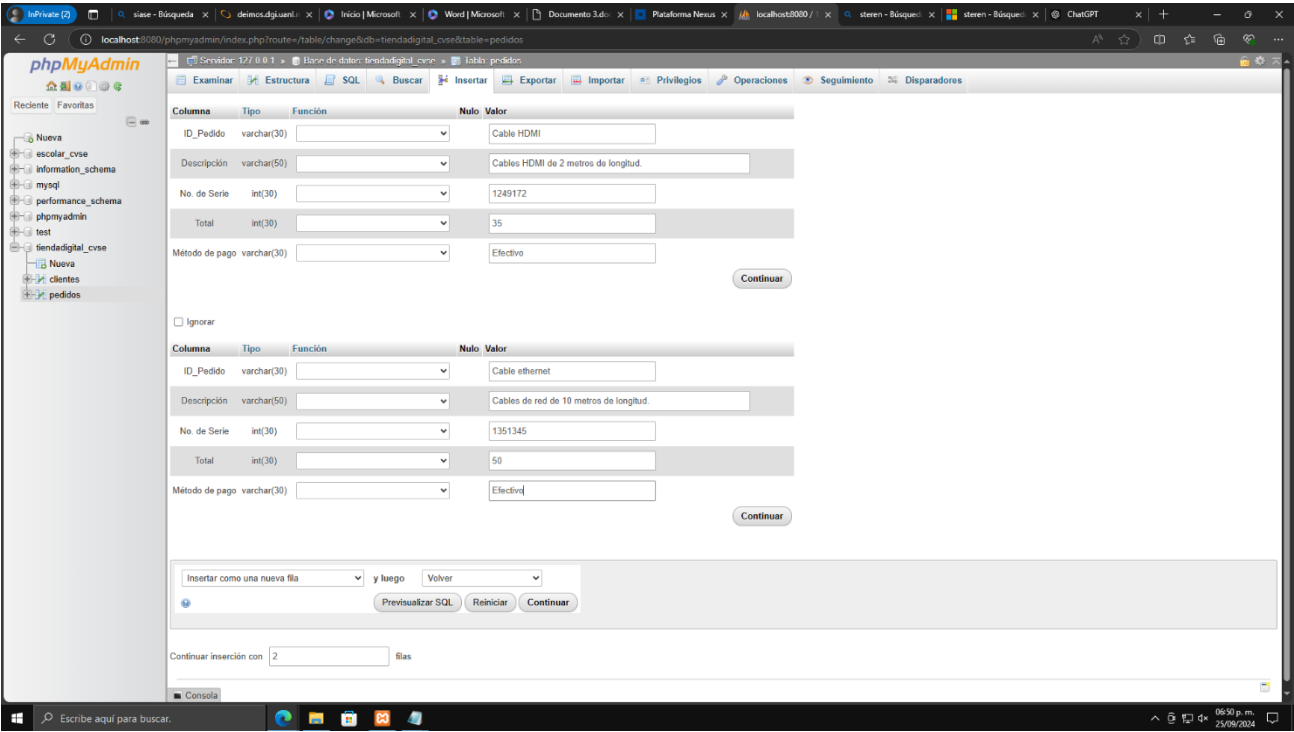 InPrivate (2) siase - Búsqueda deimos.dgi.uanl. Inicio | Microsoft Word | Microsoft Documento 3.do Plataforma Nexus localhost:8080 / steren - Búsqued steren - Búsqued ChatGPT
localhost:8080/phpmyadmin/index.php?route=/table/change&db=tiendadigital_cvse&table=pedidos
phpMyAdmin
Reciente Favoritas
Nueva
escolar_cvse
information_schema
mysql
performance_schema
phpmyadmin
test
tiendadigital_cvse
Nueva
clientes
pedidos
Servidor: 127.0.0.1 » Base de datos: tiendadigital_cvse » Tabla: pedidos
Examinar Estructura SQL Buscar Insertar Exportar Importar Privilegios Operaciones Seguimiento Disparadores
Columna Tipo Función Nulo Valor
ID_Pedido varchar(30) Cable HDMI
Descripción varchar(50) Cables HDMI de 2 metros de longitud.
No. de Serie int(30) 1249172
Total int(30) 35
Método de pago varchar(30) Efectivo
Continuar
Ignorar
Columna Tipo Función Nulo Valor
ID_Pedido varchar(30) Cable ethernet
Descripción varchar(50) Cables de red de 10 metros de longitud.
No. de Serie int(30) 1351345
Total int(30) 50
Método de pago varchar(30) Efectivo
Continuar
Insertar como una nueva fila y luego Volver
Previsualizar SQL Reiniciar Continuar
Continuar inserción con 2 filas
Consola
Escribe aquí para buscar.
06:50 p. m.
25/09/2024